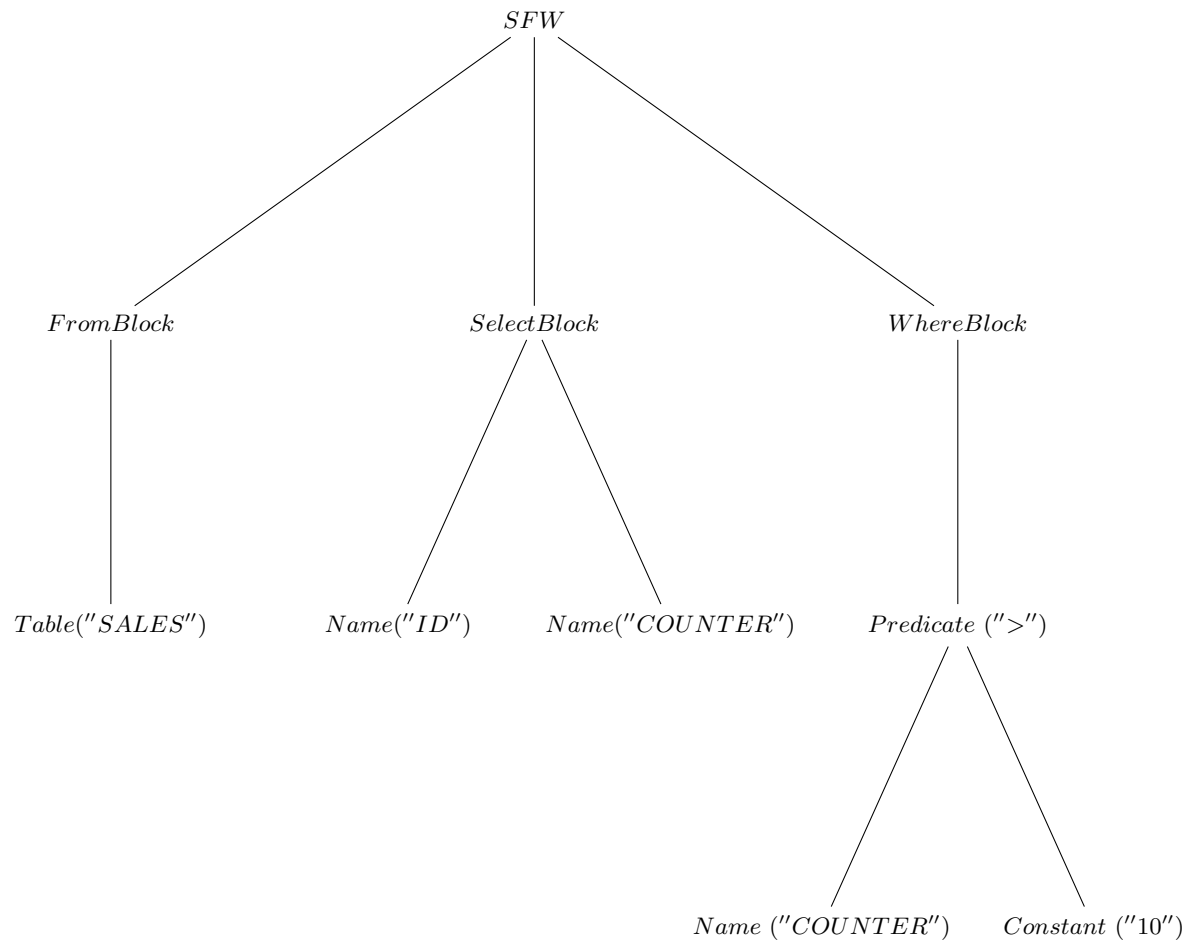 SFW
FromBlock
SelectBlock
WhereBlock
Table("SALES")
Name("ID")
Name("COUNTER")
Predicate (">")
Name ("COUNTER")
Constant ("10")